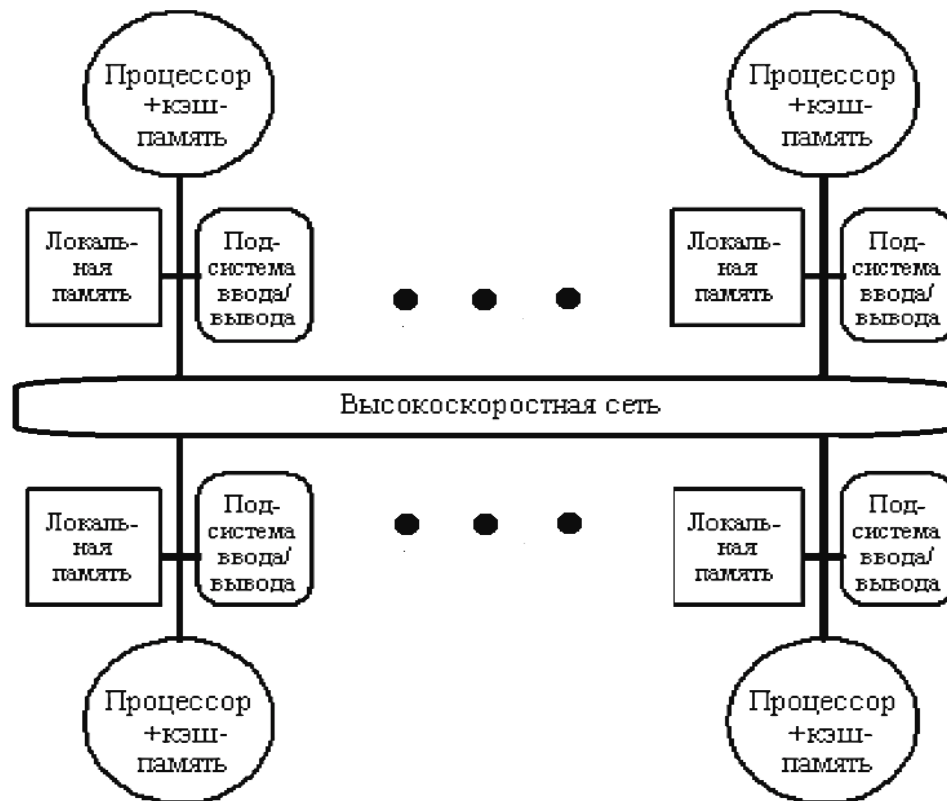 Процессор
+кэш-
память
Процессор
+кэш-
память
Локаль-
ная
память
Под-
система
ввода/
вывода
Локаль-
ная
память
Под-
система
ввода/
вывода
Высокоскоростная сеть
Локаль-
ная
память
Под-
система
ввода/
вывода
Локаль-
ная
память
Под-
система
ввода/
вывода
Процессор
+кэш-
память
Процессор
+кэш-
память